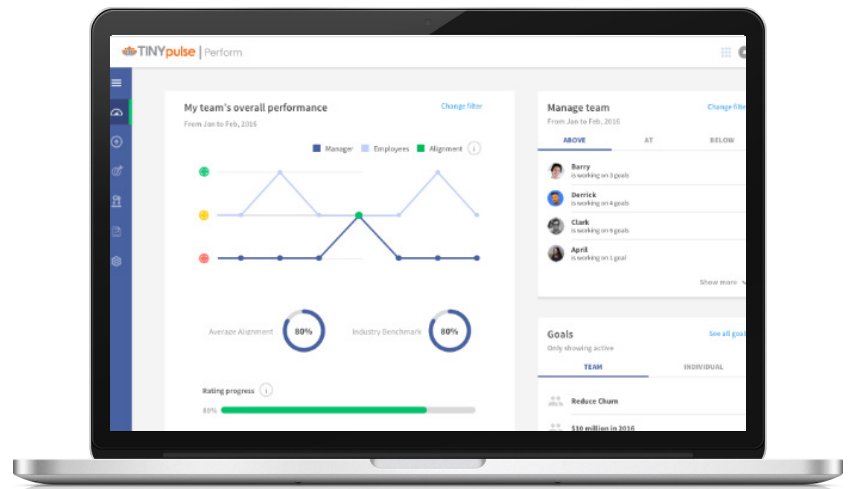 TINYpulse | Perform
My team's overall performance
Change filter
From Jan to Feb, 2016
Manager
Employees
Alignment
i
Average Alignment
80%
Industry Benchmark
80%
Rating progress
i
80%
Manage team
Change filter
From Jan to Feb, 2016
ABOVE
AT
BELOW
Barry
is working on 3 goals
Derrick
is working on 4 goals
Clark
is working on 5 goals
April
is working on 1 goal
Show more
Goals
See all goal
Only showing active
TEAM
INDIVIDUAL
Reduce Churn
$10 million in 2016